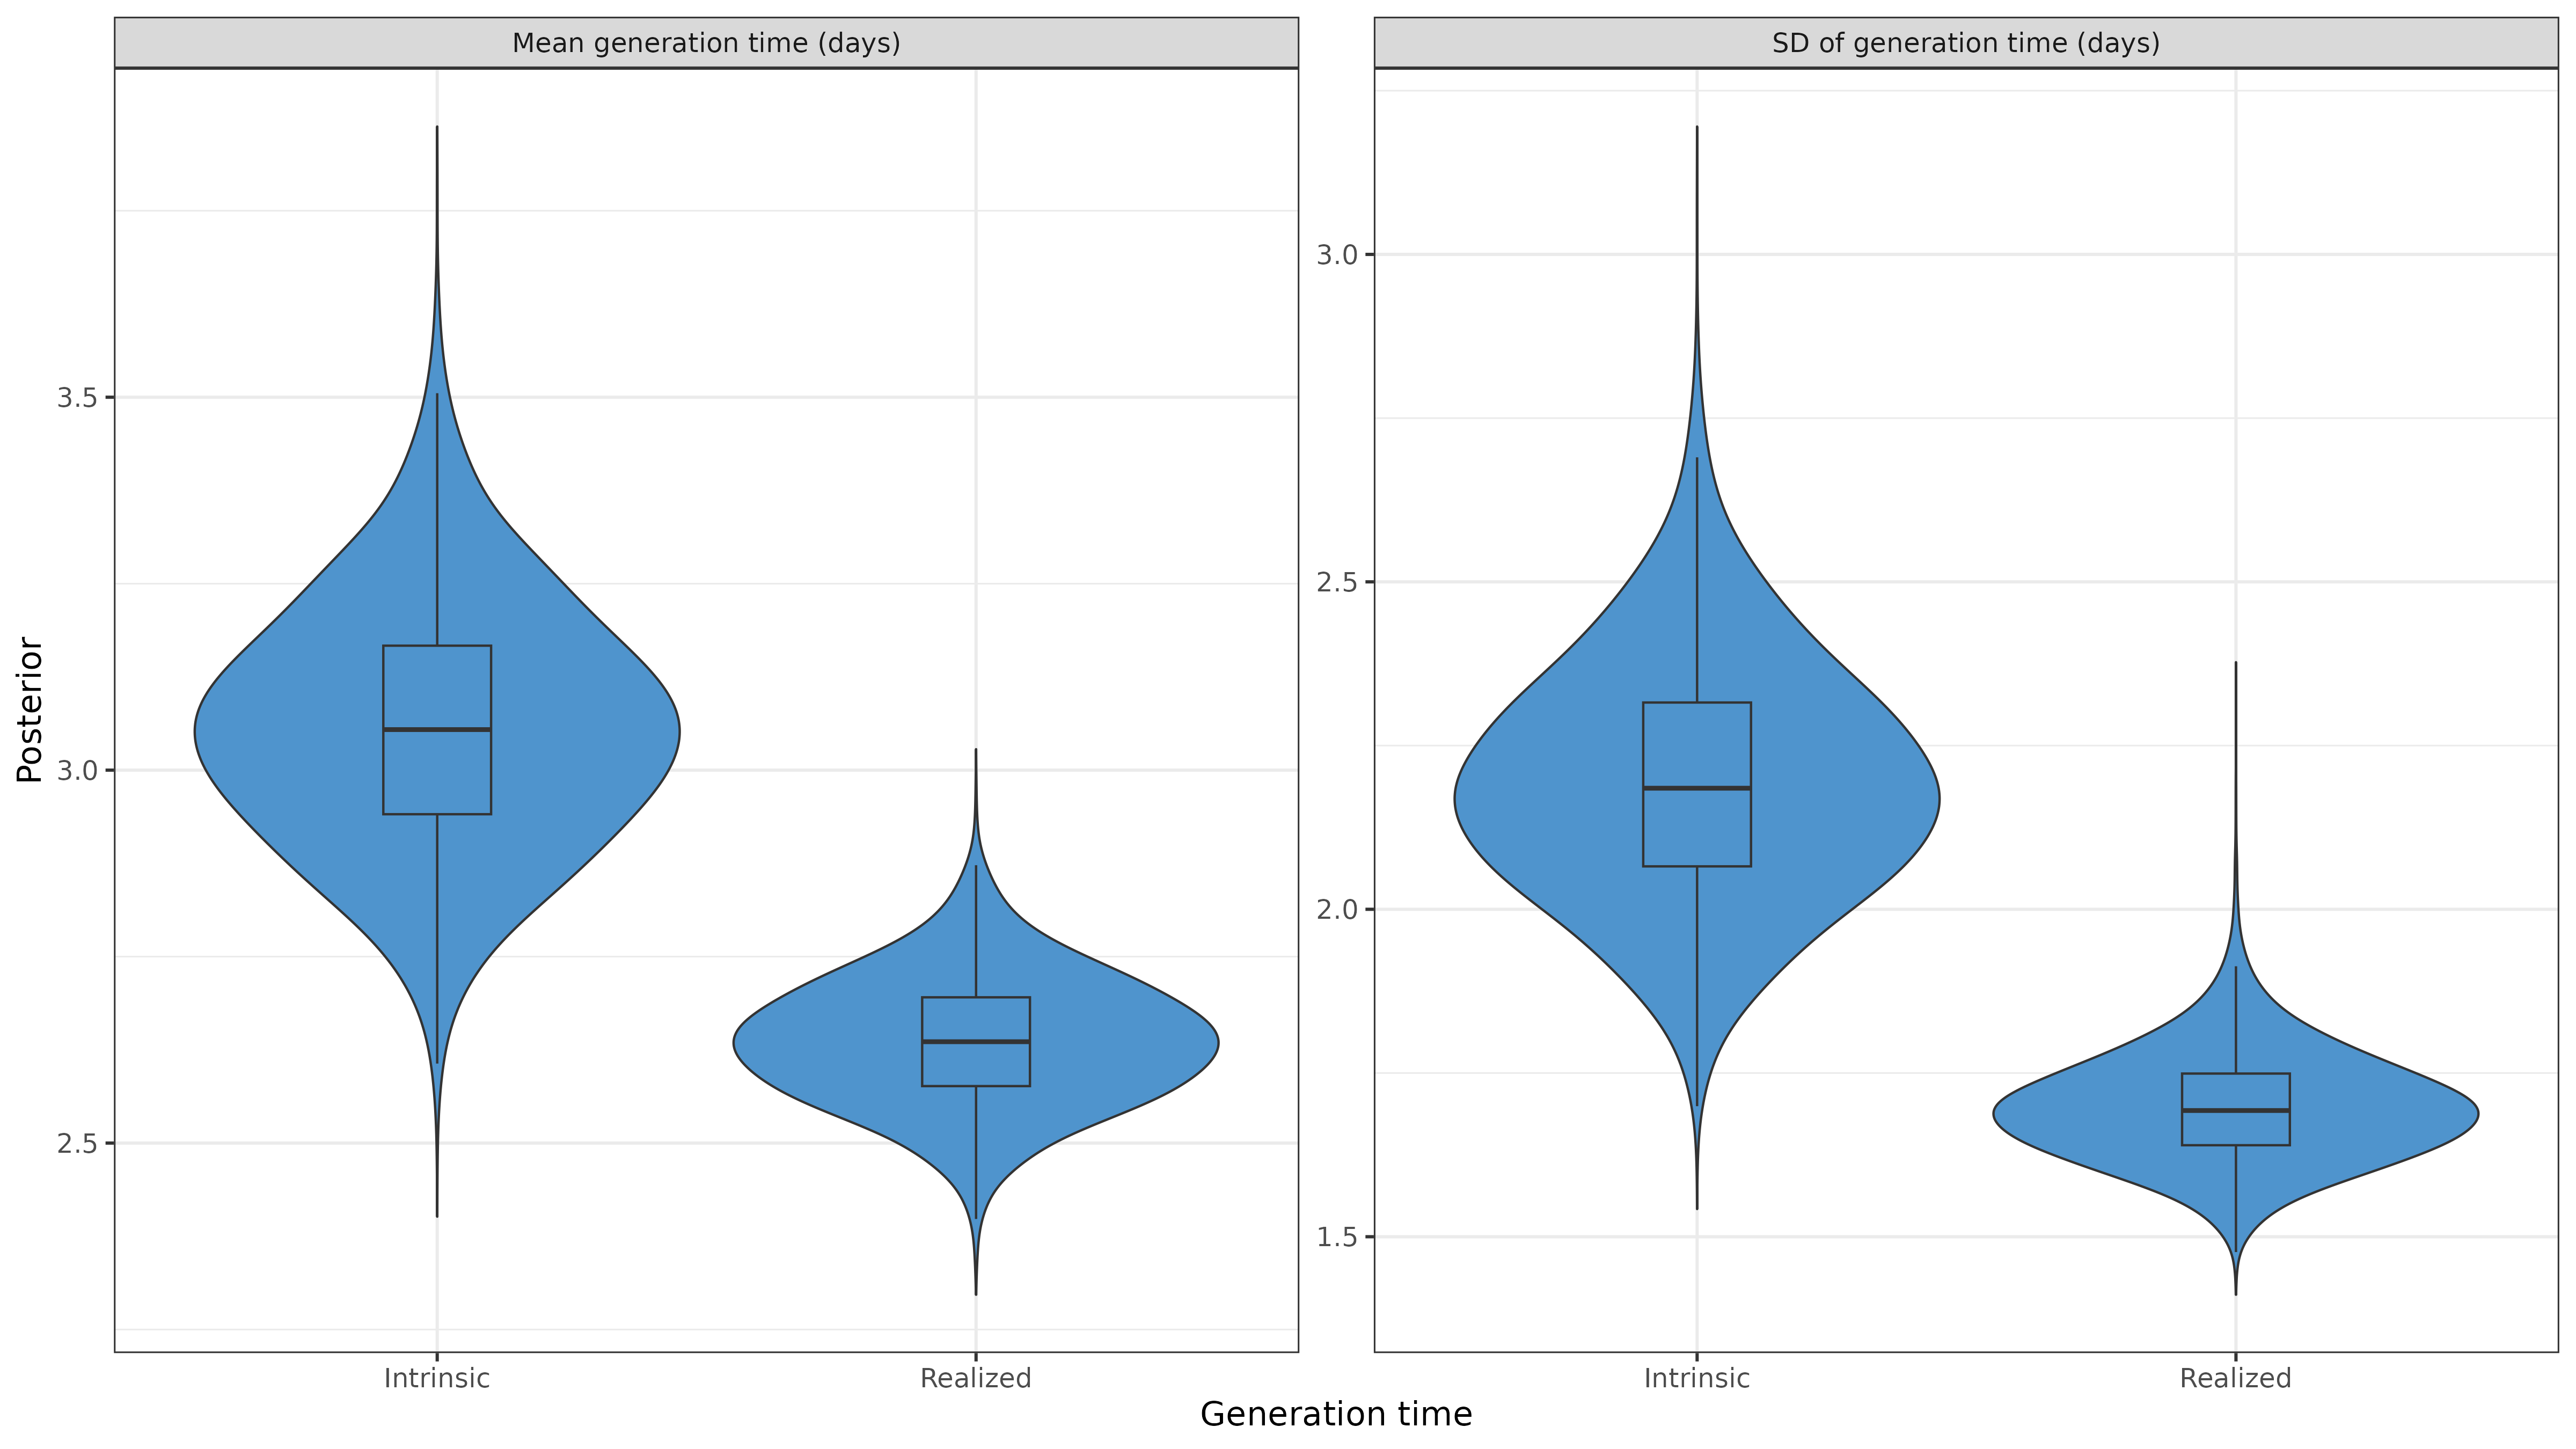 Mean generation time (days)
SD of generation time (days)
Posterior
3.5
3.0
2.5
3.0
2.5
2.0
1.5
Intrinsic
Realized
Intrinsic
Realized
Generation time